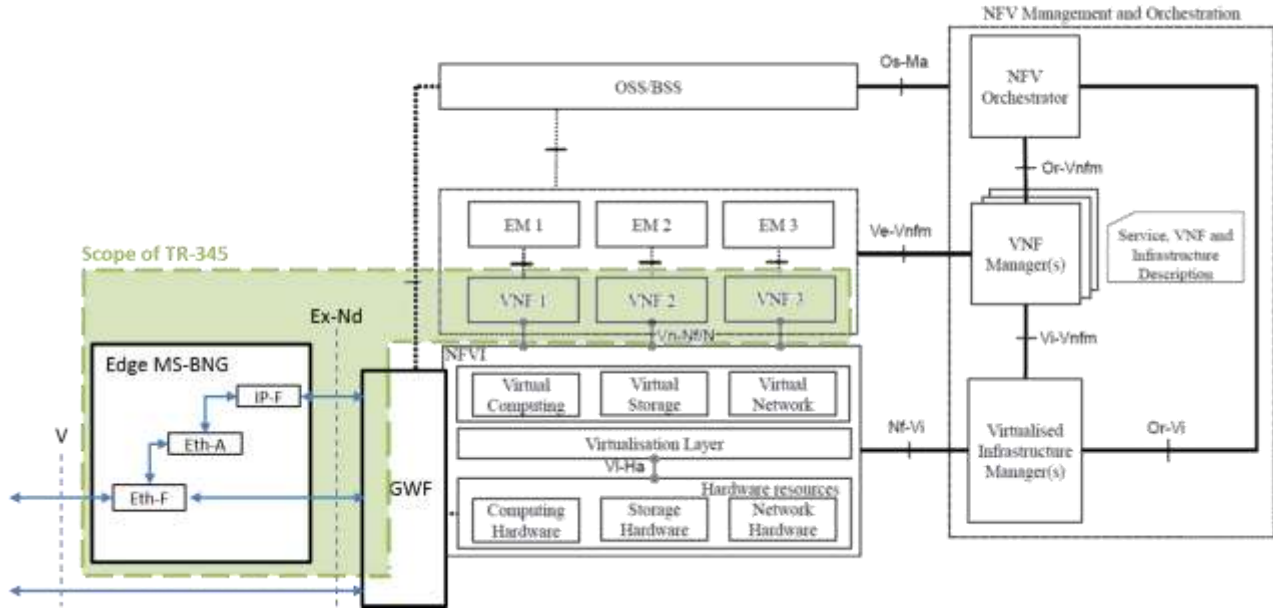 NFV Management and Orchestration
Os-Ma
OSS/BSS
NFV
Orchestrator
Or-Vnfm
EM 1
EM 2
EM 3
Ve-Vnfm
VNF
Manager(s)
Service, VNF and
Infrastructure
Description
Scope of TR-345
VNF 1
VNF 2
VNF 3
Ex-Nd
Vn-Nf/N
Vi-Vnfm
NFVI
Edge MS-BNG
IP-F
Virtual
Computing
Virtual
Storage
Virtual
Network
V
Eth-A
Virtualisation Layer
Nf-Vi
Virtualised
Infrastructure
Manager(s)
Or-Vi
Vl-Ha
Eth-F
GWF
Hardware resources
Computing
Hardware
Storage
Hardware
Network
Hardware